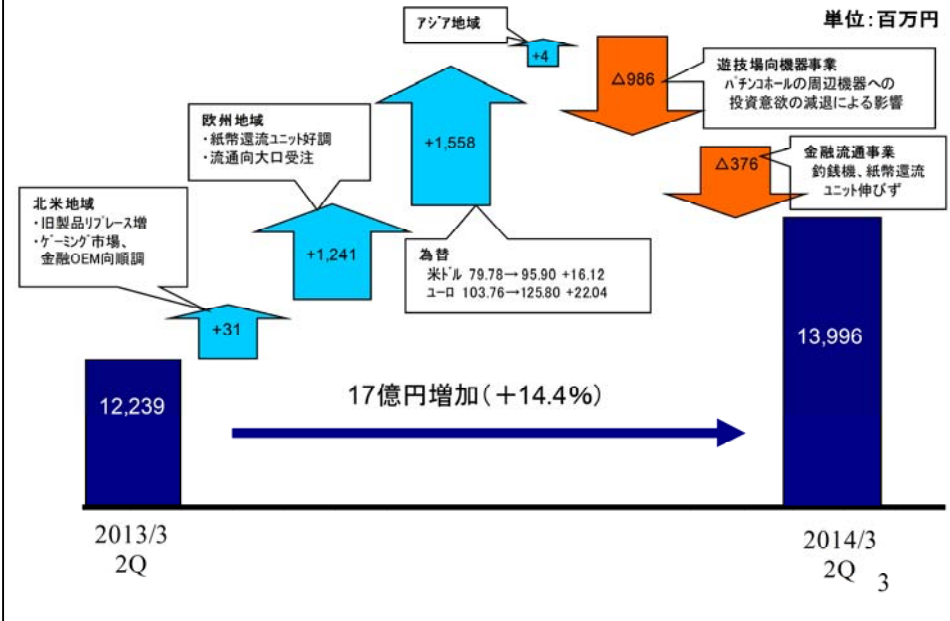 単位:百万円
アジア地域
+4
△986
遊技場向機器事業
パチンコホールの周辺機器への
投資意欲の減退による影響
欧州地域
・紙幣還流ユニット好調
・流通向大口受注
+1,558
△376
金融流通事業
釣銭機、紙幣還流
ユニット伸びず
北米地域
・旧製品リプレース増
・ゲーミング市場、
金融OEM向順調
+1,241
為替
米ドル 79.78→95.90 +16.12
ユーロ 103.76→125.80 +22.04
+31
12,239
17億円増加(+14.4%)
13,996
2013/3
2Q
2014/3
2Q
3